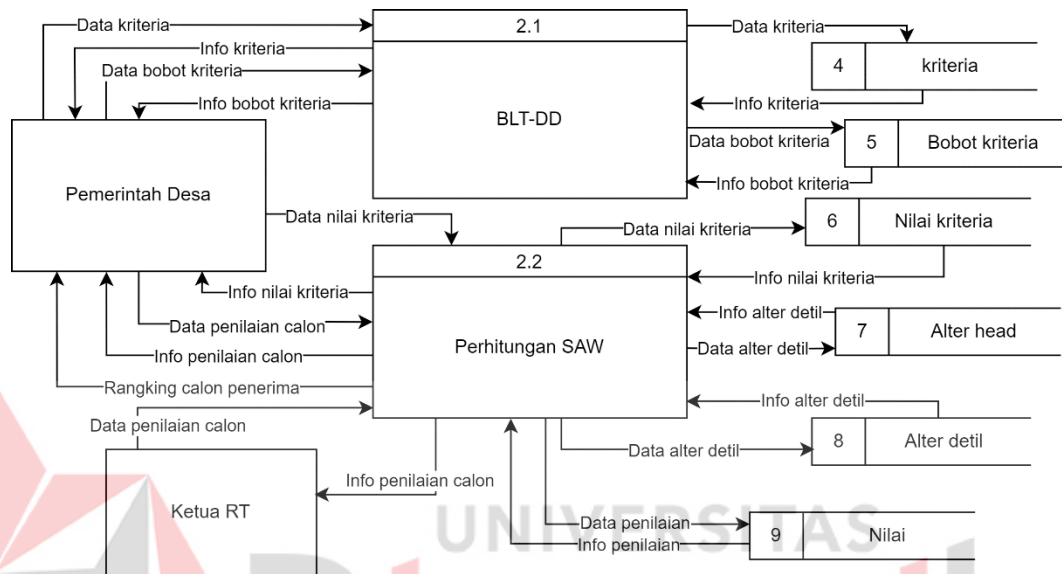 Data kriteria
2.1
Data kriteria
Info kriteria
4
kriteria
Data bobot kriteria
Info bobot kriteria
Info kriteria
BLT-DD
Data bobot kriteria
5
Bobot kriteria
Pemerintah Desa
Info bobot kriteria
Data nilai kriteria
Data nilai kriteria
6
Nilai kriteria
2.2
Info nilai kriteria
Info nilai kriteria
Info alter detil
Data penilaian calon
7
Alter head
Perhitungan SAW
Data alter detil
Info penilaian calon
Rangking calon penerima
Info alter detil
Data penilaian calon
Data alter detil
8
Alter detil
Info penilaian calon
Ketua RT
UNIVERSITAS
Data penilaian
9
Nilai
Info penilaian